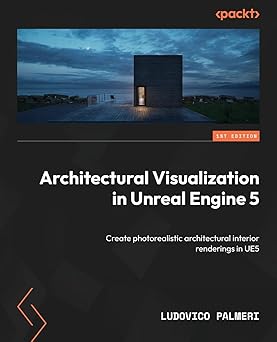 <packt>
1ST EDITION
Architectural Visualization
in Unreal Engine 5
Create photorealistic architectural interior
renderings in UE5
LUDOVICO PALMERI